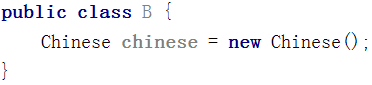 public class B {
    Chinese chinese = new Chinese();
}